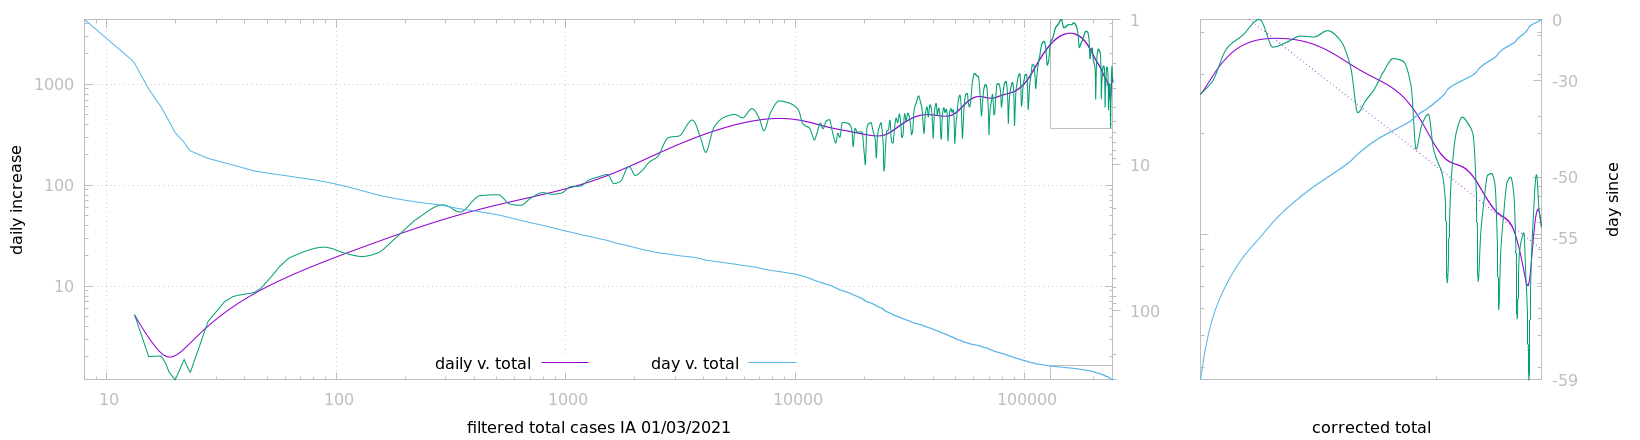 daily increase
1000
100
10
10
100
1000
10000
100000
1
10
100
daily v. total
day v. total
filtered total cases IA 01/03/2021
0
-30
-50
-55
-59
day since
corrected total